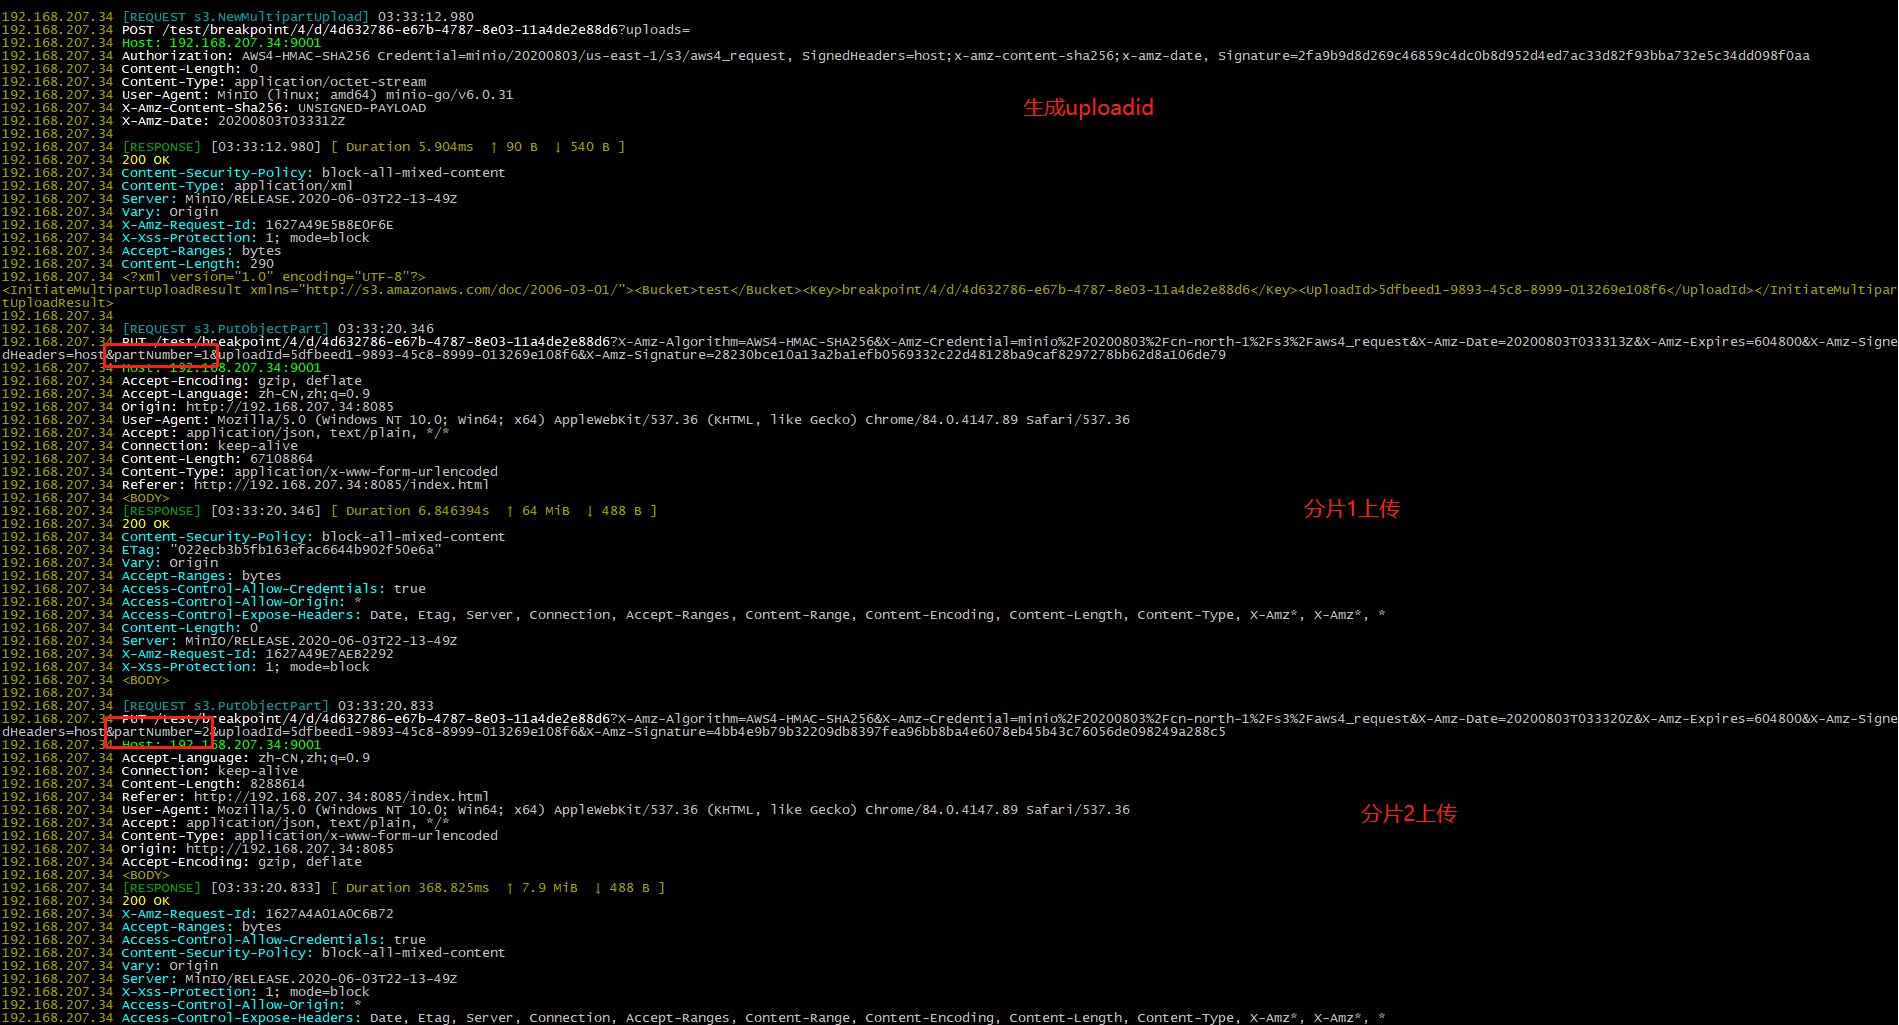 192.168.207.34 [REQUEST s3.NewMultipartUpload] 03:33:12.980
192.168.207.34 POST /test/breakpoint/4/d/4d632786-e67b-4787-8e03-11a4de2e88d6?uploads=
192.168.207.34 Host: 192.168.207.34:9001
192.168.207.34 Authorization: AWS4-HMAC-SHA256 Credential=minio/20200803/us-east-1/s3/aws4_request, SignedHeaders=host;x-amz-content-sha256;x-amz-date, Signature=2fa9b9d8d269c46859c4dc0b8d952d4ed7ac33d82f93bba732e5c34dd098f0aa
192.168.207.34 Content-Length: 0
192.168.207.34 Content-Type: application/octet-stream
192.168.207.34 User-Agent: MinIO (linux; amd64) minio-go/v6.0.31
192.168.207.34 X-Amz-Content-Sha256: UNSIGNED-PAYLOAD
生成uploadid
192.168.207.34 X-Amz-Date: 20200803T033312Z
192.168.207.34
192.168.207.34 [RESPONSE] [03:33:12.980] [ Duration 5.904ms  ↑ 90 B  ↓ 540 B ]
192.168.207.34 200 OK
192.168.207.34 Content-Security-Policy: block-all-mixed-content
192.168.207.34 Content-Type: application/xml
192.168.207.34 Server: MinIO/RELEASE.2020-06-03T22-13-49Z
192.168.207.34 Vary: Origin
192.168.207.34 X-Amz-Request-Id: 1627A49E5B8E0F6E
192.168.207.34 X-Xss-Protection: 1; mode=block
192.168.207.34 Accept-Ranges: bytes
192.168.207.34 Content-Length: 290
192.168.207.34 <?xml version="1.0" encoding="UTF-8"?>
<InitiateMultipartUploadResult xmlns="http://s3.amazonaws.com/doc/2006-03-01/"><Bucket>test</Bucket><Key>breakpoint/4/d/4d632786-e67b-4787-8e03-11a4de2e88d6</Key><UploadId>5dfbeed1-9893-45c8-8999-013269e108f6</UploadId></InitiateMultipar
tUploadResult>
192.168.207.34
192.168.207.34 [REQUEST s3.PutObjectPart] 03:33:20.346
192.168.207.34 PUT /test/breakpoint/4/d/4d632786-e67b-4787-8e03-11a4de2e88d6?X-Amz-Algorithm=AWS4-HMAC-SHA256&X-Amz-Credential=minio%2F20200803%2Fcn-north-1%2Fs3%2Faws4_request&X-Amz-Date=20200803T033313Z&X-Amz-Expires=604800&X-Amz-Signe
dHeaders=host&partNumber=1&uploadId=5dfbeed1-9893-45c8-8999-013269e108f6&X-Amz-Signature=28230bce10a13a2ba1efb0569332c22d48128ba9caf8297278bb62d8a106de79
192.168.207.34 Host: 192.168.207.34:9001
192.168.207.34 Accept-Encoding: gzip, deflate
192.168.207.34 Accept-Language: zh-CN,zh;q=0.9
192.168.207.34 Origin: http://192.168.207.34:8085
192.168.207.34 User-Agent: Mozilla/5.0 (Windows NT 10.0; Win64; x64) AppleWebKit/537.36 (KHTML, like Gecko) Chrome/84.0.4147.89 Safari/537.36
192.168.207.34 Accept: application/json, text/plain, */*
192.168.207.34 Connection: keep-alive
192.168.207.34 Content-Length: 67108864
192.168.207.34 Content-Type: application/x-www-form-urlencoded
192.168.207.34 Referer: http://192.168.207.34:8085/index.html
192.168.207.34 <BODY>
192.168.207.34 [RESPONSE] [03:33:20.346] [ Duration 6.846394s  ↑ 64 MiB  ↓ 488 B ]
分片1上传
192.168.207.34 200 OK
192.168.207.34 Content-Security-Policy: block-all-mixed-content
192.168.207.34 ETag: "022ecb3b5fb163efac6644b902f50e6a"
192.168.207.34 Vary: Origin
192.168.207.34 Accept-Ranges: bytes
192.168.207.34 Access-Control-Allow-Credentials: true
192.168.207.34 Access-Control-Allow-Origin: *
192.168.207.34 Access-Control-Expose-Headers: Date, Etag, Server, Connection, Accept-Ranges, Content-Range, Content-Encoding, Content-Length, Content-Type, X-Amz*, X-Amz*, *
192.168.207.34 Content-Length: 0
192.168.207.34 Server: MinIO/RELEASE.2020-06-03T22-13-49Z
192.168.207.34 X-Amz-Request-Id: 1627A49E7AEB2292
192.168.207.34 X-Xss-Protection: 1; mode=block
192.168.207.34 <BODY>
192.168.207.34
192.168.207.34 [REQUEST s3.PutObjectPart] 03:33:20.833
192.168.207.34 PUT /test/breakpoint/4/d/4d632786-e67b-4787-8e03-11a4de2e88d6?X-Amz-Algorithm=AWS4-HMAC-SHA256&X-Amz-Credential=minio%2F20200803%2Fcn-north-1%2Fs3%2Faws4_request&X-Amz-Date=20200803T033320Z&X-Amz-Expires=604800&X-Amz-Signe
dHeaders=host&partNumber=2&uploadId=5dfbeed1-9893-45c8-8999-013269e108f6&X-Amz-Signature=4bb4e9b79b32209db8397fea96bb8ba4e6078eb45b43c76056de098249a288c5
192.168.207.34 Host: 192.168.207.34:9001
192.168.207.34 Accept-Language: zh-CN,zh;q=0.9
192.168.207.34 Connection: keep-alive
192.168.207.34 Content-Length: 8288614
192.168.207.34 Referer: http://192.168.207.34:8085/index.html
192.168.207.34 User-Agent: Mozilla/5.0 (Windows NT 10.0; Win64; x64) AppleWebKit/537.36 (KHTML, like Gecko) Chrome/84.0.4147.89 Safari/537.36
分片2上传
192.168.207.34 Accept: application/json, text/plain, */*
192.168.207.34 Content-Type: application/x-www-form-urlencoded
192.168.207.34 Origin: http://192.168.207.34:8085
192.168.207.34 Accept-Encoding: gzip, deflate
192.168.207.34 <BODY>
192.168.207.34 [RESPONSE] [03:33:20.833] [ Duration 368.825ms  ↑ 7.9 MiB  ↓ 488 B ]
192.168.207.34 200 OK
192.168.207.34 X-Amz-Request-Id: 1627A4A01A0C6B72
192.168.207.34 Accept-Ranges: bytes
192.168.207.34 Access-Control-Allow-Credentials: true
192.168.207.34 Content-Security-Policy: block-all-mixed-content
192.168.207.34 Vary: Origin
192.168.207.34 Server: MinIO/RELEASE.2020-06-03T22-13-49Z
192.168.207.34 X-Xss-Protection: 1; mode=block
192.168.207.34 Access-Control-Allow-Origin: *
192.168.207.34 Access-Control-Expose-Headers: Date, Etag, Server, Connection, Accept-Ranges, Content-Range, Content-Encoding, Content-Length, Content-Type, X-Amz*, X-Amz*, *